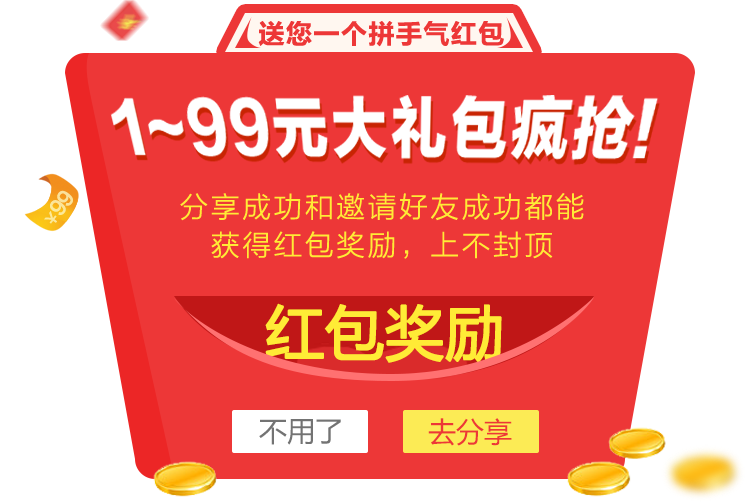 送您一个拼手气红包
1~99元大礼包疯抢!
分享成功和邀请好友成功都能
获得红包奖励，上不封顶
¥99
红包奖励
不用了
去分享